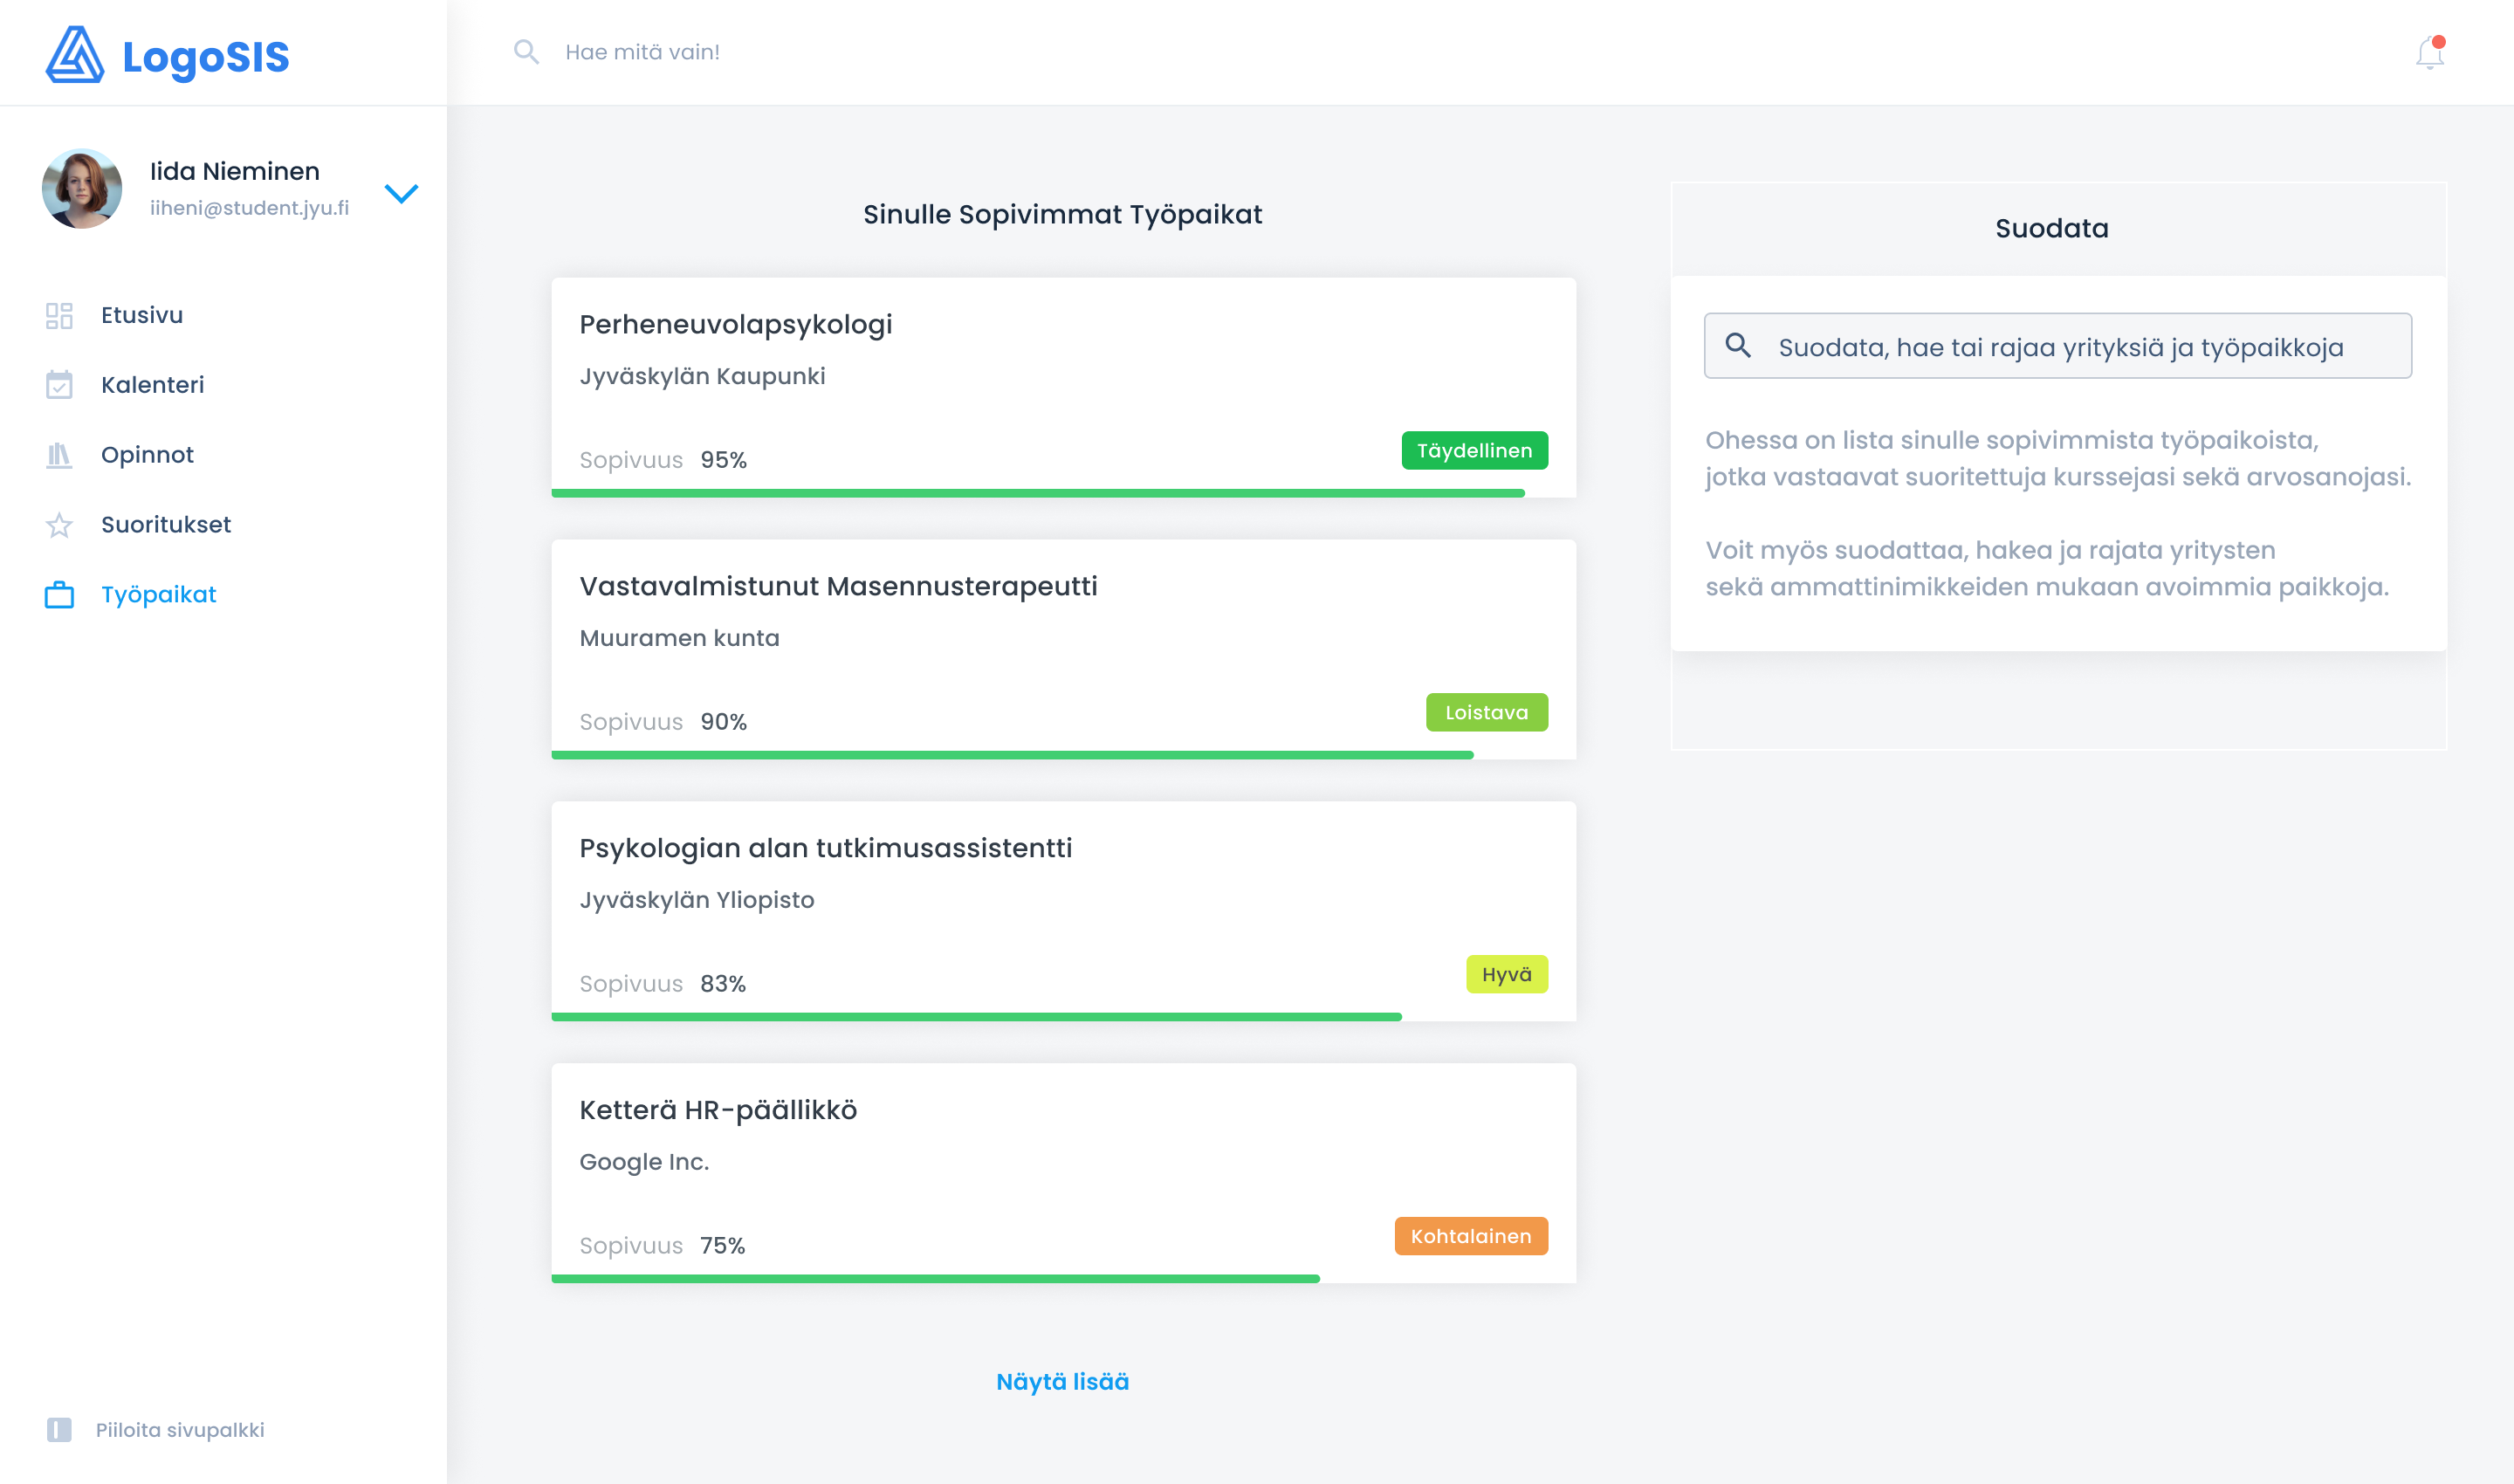 LogoSIS
Hae mitä vain!
Iida Nieminen
iiheni@student.jyu.fi
Etusivu
Kalenteri
Opinnot
Suoritukset
Työpaikat
Piiloita sivupalkki
Sinulle Sopivimmat Työpaikat
Perheneuvolapsykologi
Jyväskylän Kaupunki
Sopivuus 95%
Täydellinen
Vastavalmistunut Masennusterapeutti
Muuramen kunta
Sopivuus 90%
Loistava
Psykologian alan tutkimusassistentti
Jyväskylän Yliopisto
Sopivuus 83%
Hyvä
Ketterä HR-päällikkö
Google Inc.
Sopivuus 75%
Kohtalainen
Näytä lisää
Suodata
Suodata, hae tai rajaa yrityksiä ja työpaikkoja
Ohessa on lista sinulle sopivimmista työpaikoista,
jotka vastaavat suoritettuja kurssejasi sekä arvosanojasi.
Voit myös suodattaa, hakea ja rajata yritysten
sekä ammattinimikkeiden mukaan avoimmia paikkoja.